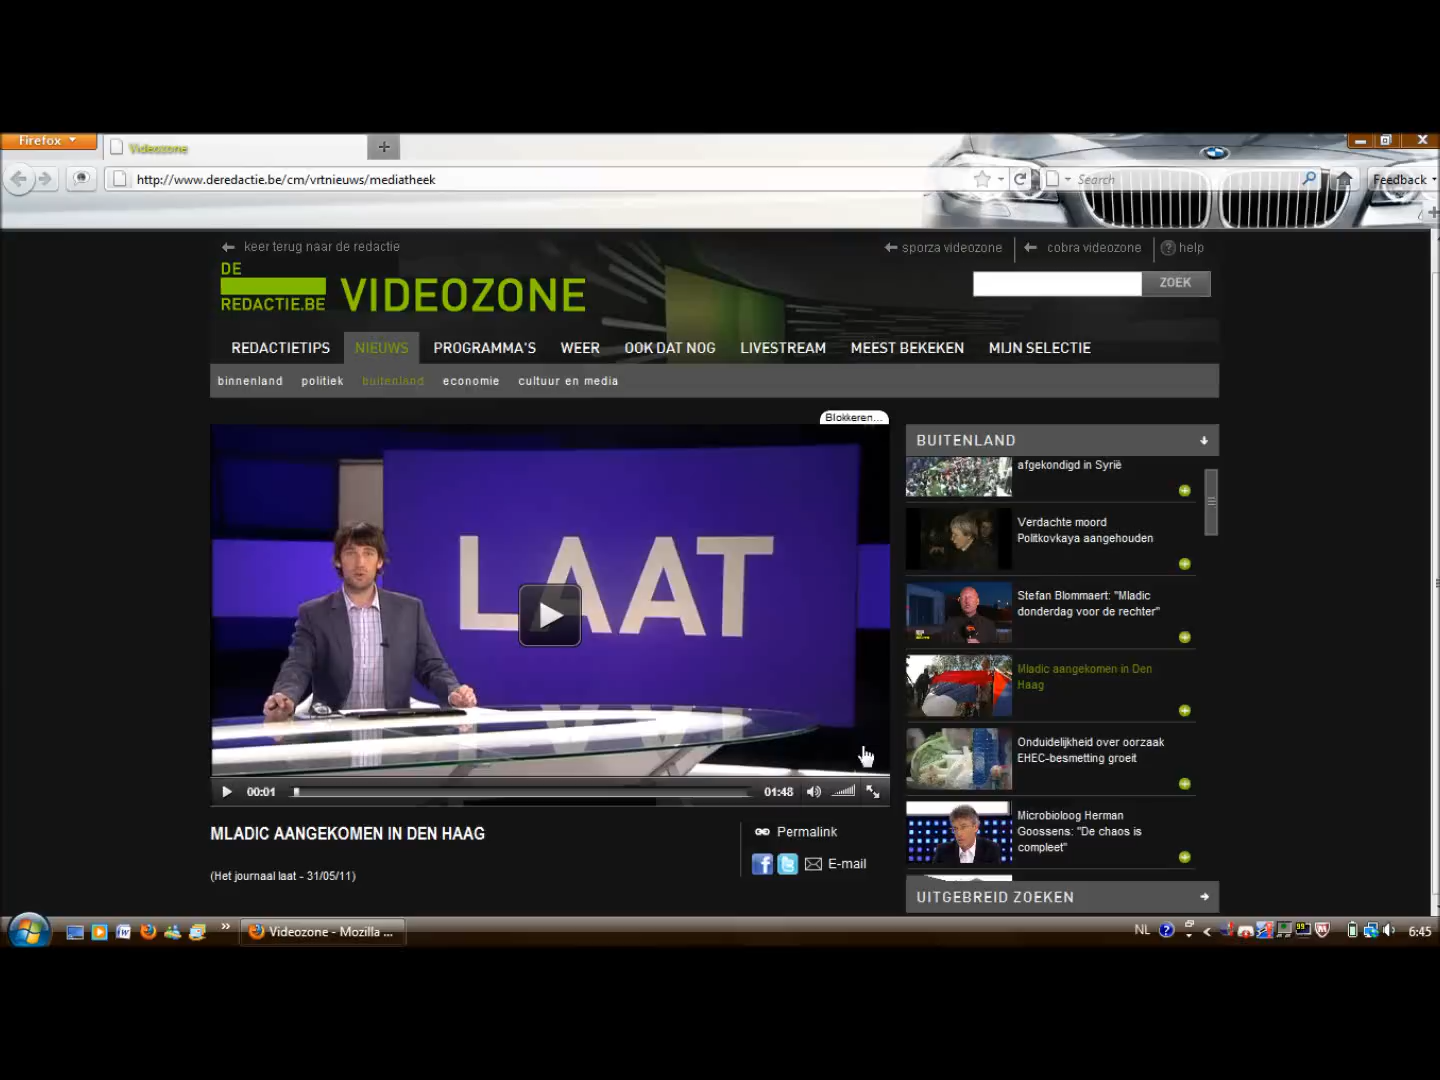 Firefox
Videozone
http://www.deredactie.be/cm/vrtnieuws/mediatheek
Search
Feedback
keer terug naar de redactie
sporza videozone
cobra videozone
help
DE
REDACTIE.BE
VIDEOZONE
ZOEK
REDACTIETIPS
NIEUWS
PROGRAMMA'S
WEER
OOK DAT NOG
LIVESTREAM
MEEST BEKEKEN
MIJN SELECTIE
binnenland
politiek
buitenland
economie
cultuur en media
Blokkeren...
LAAT
00:01
01:48
MLADIC AANGEKOMEN IN DEN HAAG
(Het journaal laat - 31/05/11)
Permalink
E-mail
BUITENLAND
afgekondigd in Syrië
Verdachte moord
Politkovkaya aangehouden
Stefan Blommaert: "Mladic
donderdag voor de rechter"
Mladic aangekomen in Den
Haag
Onduidelijkheid over oorzaak
EHEC-besmetting groeit
Microbioloog Herman
Goossens: "De chaos is
compleet"
UITGEBREID ZOEKEN
Videozone - Mozilla ...
NL
6:45